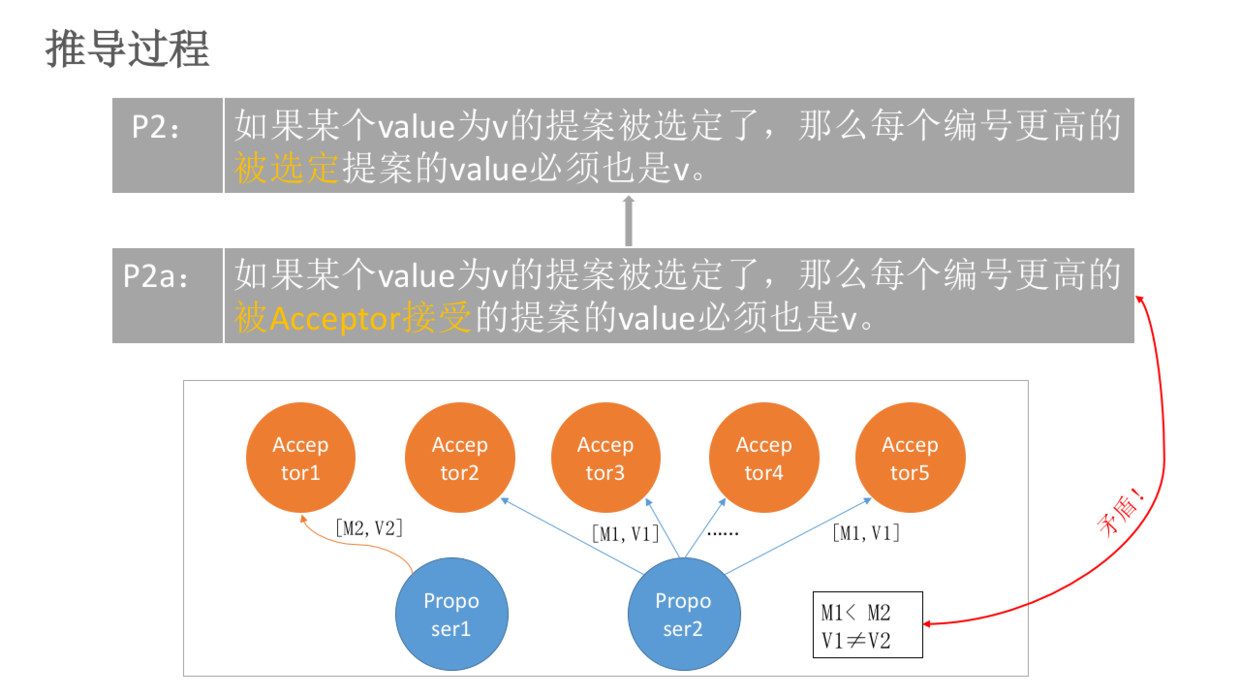 推导过程
P2：
如果某个value为v的提案被选定了，那么每个编号更高的
被选定提案的value必须也是v。
P2a：
如果某个value为v的提案被选定了，那么每个编号更高的
被Acceptor接受的提案的value必须也是v。
Accep
tor1
Accep
tor2
Accep
tor3
Accep
tor4
Accep
tor5
[M2,V2]
[M1,V1]
......
[M1,V1]
矛盾！
Propo
ser1
Propo
ser2
M1< M2
V1≠V2